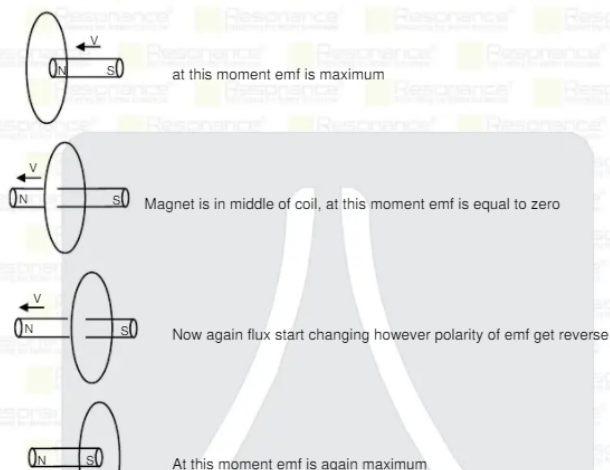 V
N S
at this moment emf is maximum
V
N S
Magnet is in middle of coil, at this moment emf is equal to zero
V
N S
Now again flux start changing however polarity of emf get reverse
N S
At this moment emf is again maximum